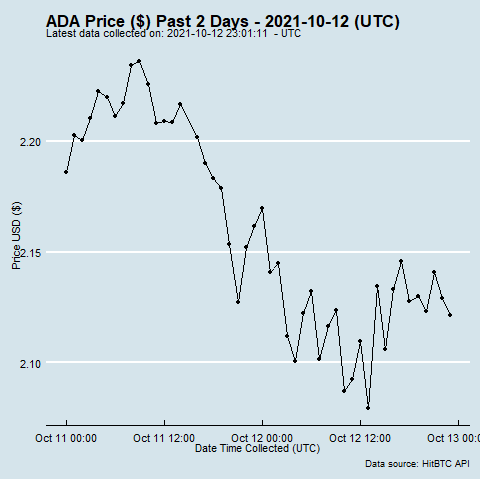 ADA Price ($) Past 2 Days - 2021-10-12 (UTC)
Latest data collected on: 2021-10-12 23:01:11 - UTC
2.20
2.15
2.10
Price USD ($)
Oct 11 00:00 Oct 11 12:00 Oct 12 00:00 Oct 12 12:00 Oct 13 00:
Date Time Collected (UTC)
Data source: HitBTC API